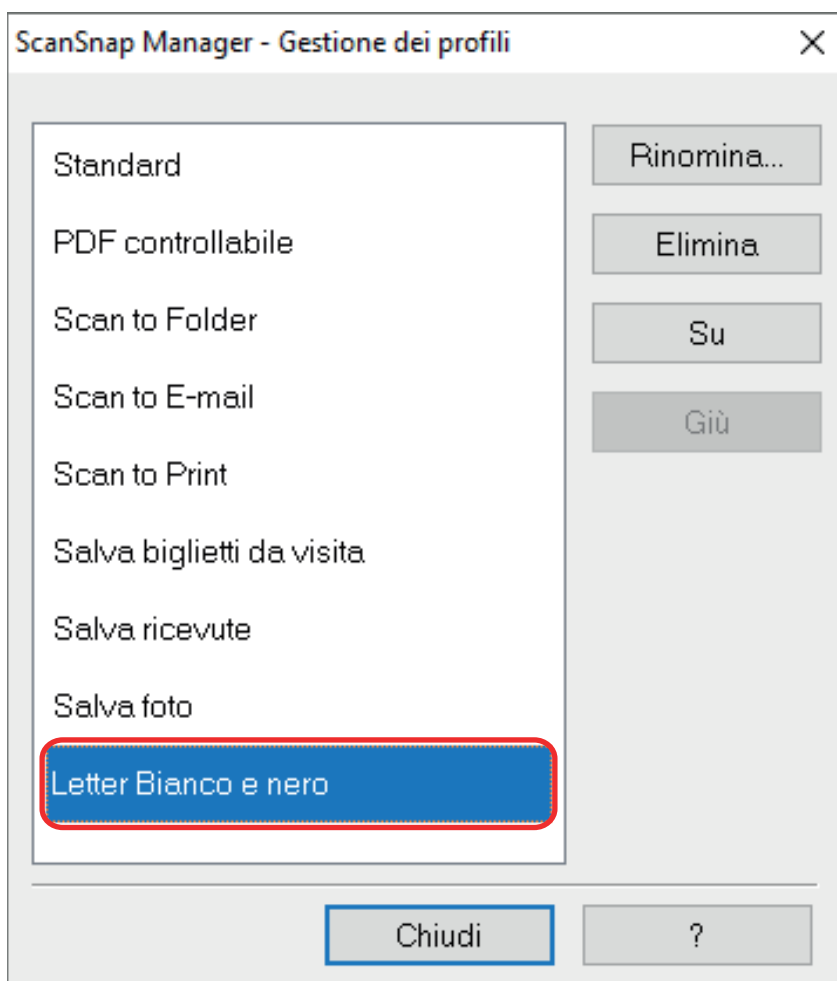 ScanSnap Manager - Gestione dei profili
Standard
PDF controllabile
Scan to Folder
Scan to E-mail
Scan to Print
Salva biglietti da visita
Salva ricevute
Salva foto
Letter Bianco e nero
Rinomina...
Elimina
Su
Giù
Chiudi
?